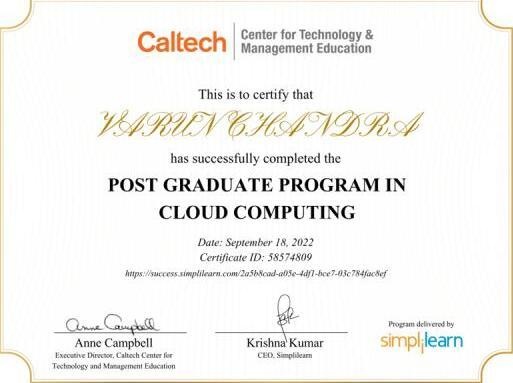 Caltech
Center for Technology &
Management Education
This is to certify that
VARUN CHANDRA
has successfully completed the
POST GRADUATE PROGRAM IN
CLOUD COMPUTING
Date: September 18, 2022
Certificate ID: 58574809
https://success.simplilearn.com/2a5b8cad-a05e-4df1-bce7-03c784fac8ef
Anne Campbell
Anne Campbell
Executive Director, Caltech Center for
Technology and Management Education
Krishna Kumar
CEO, Simplilearn
Program delivered by
simplilearn